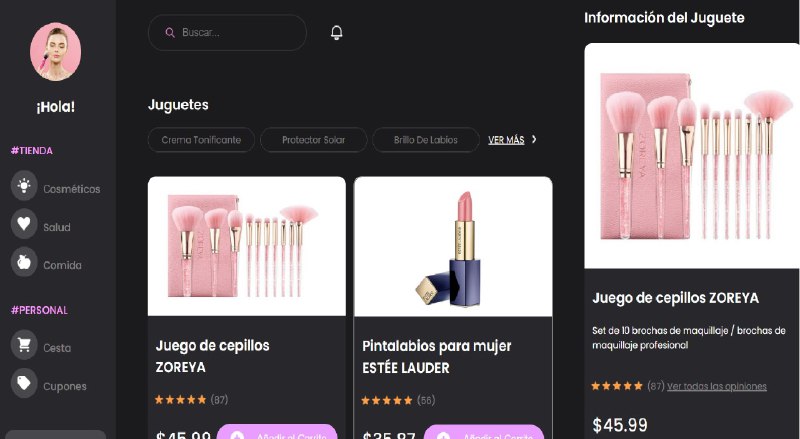 ¡Hola!
#TIENDA
Cosméticos
Salud
Comida
#PERSONAL
Cesta
Cupones
Buscar...
Juguetes
Crema Tonificante
Protector Solar
Brillo De Labios
VER MÁS
Juego de cepillos
ZOREYA
(87)
$45.99
Añadir al Carrito
Pintalabios para mujer
ESTÉE LAUDER
(56)
$35.87
Añadir al Carrito
Información del Juguete
Juego de cepillos ZOREYA
Set de 10 brochas de maquillaje / brochas de
maquillaje profesional
(87) Ver todas las opiniones
$45.99